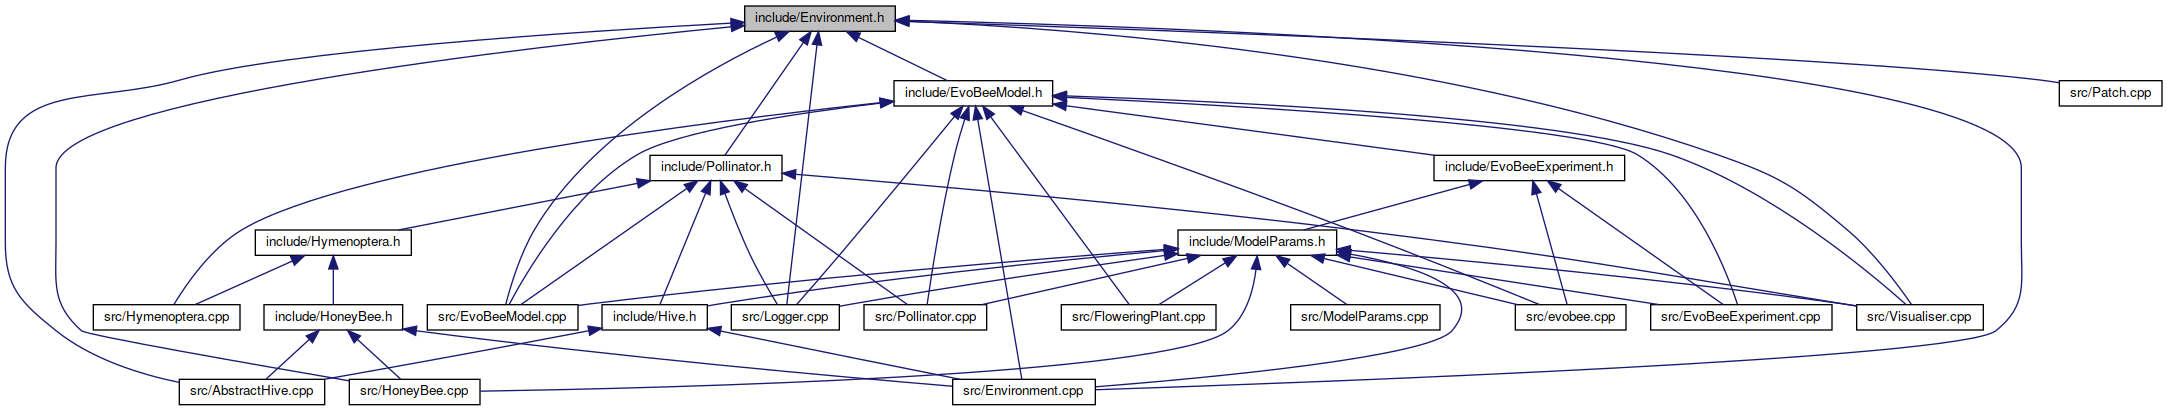 include/Environment.h
include/EvoBeeModel.h
src/Patch.cpp
include/Pollinator.h
include/EvoBeeExperiment.h
include/Hymenoptera.h
include/ModelParams.h
src/Hymenoptera.cpp
include/HoneyBee.h
src/EvoBeeModel.cpp
include/Hive.h
src/Logger.cpp
src/Pollinator.cpp
src/FloweringPlant.cpp
src/ModelParams.cpp
src/evobee.cpp
src/EvoBeeExperiment.cpp
src/Visualiser.cpp
src/AbstractHive.cpp
src/HoneyBee.cpp
src/Environment.cpp